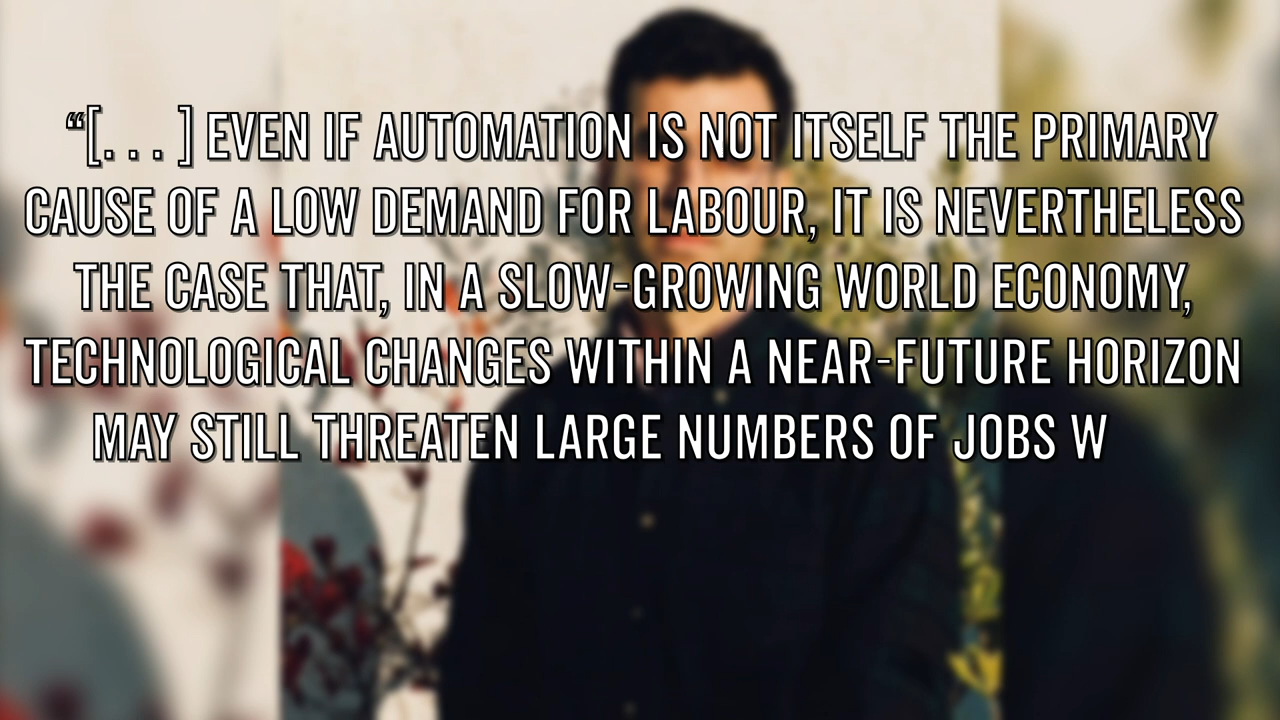 “[. . . ] EVEN IF AUTOMATION IS NOT ITSELF THE PRIMARY
CAUSE OF A LOW DEMAND FOR LABOUR, IT IS NEVERTHELESS
THE CASE THAT, IN A SLOW-GROWING WORLD ECONOMY,
TECHNOLOGICAL CHANGES WITHIN A NEAR-FUTURE HORIZON
MAY STILL THREATEN LARGE NUMBERS OF JOBS W